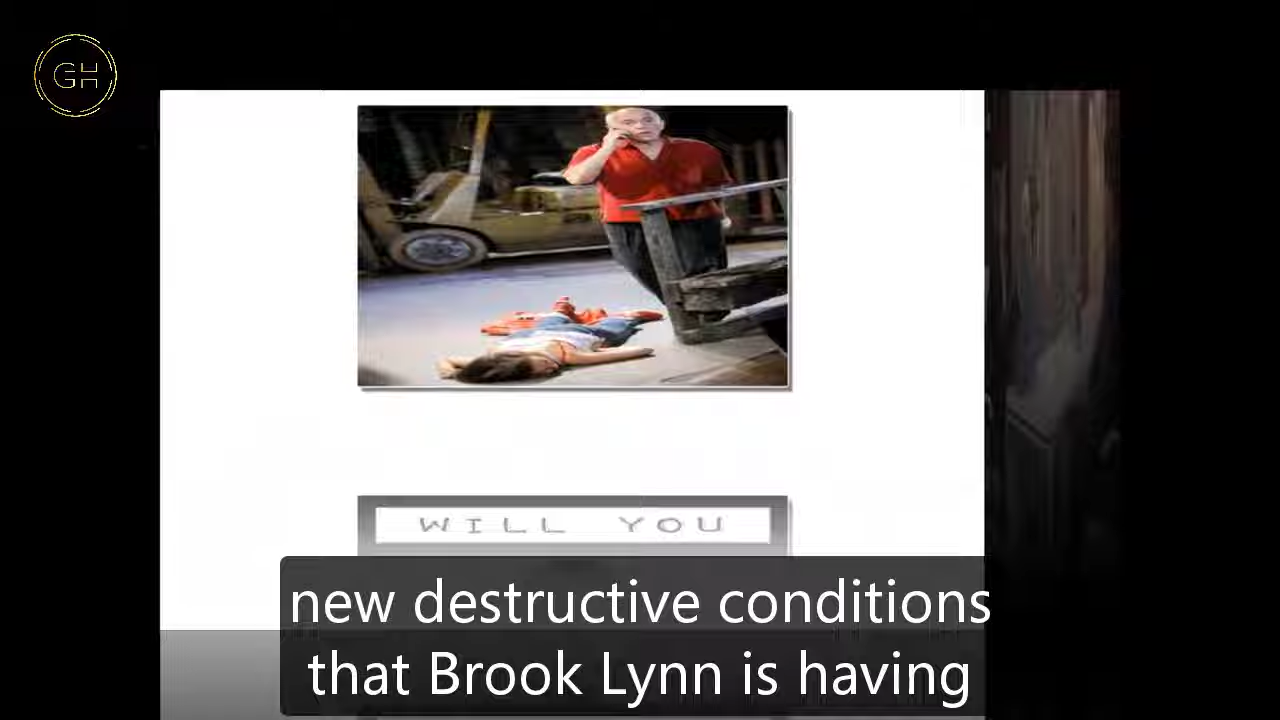 GH
WILL YOU
new destructive conditions
that Brook Lynn is having